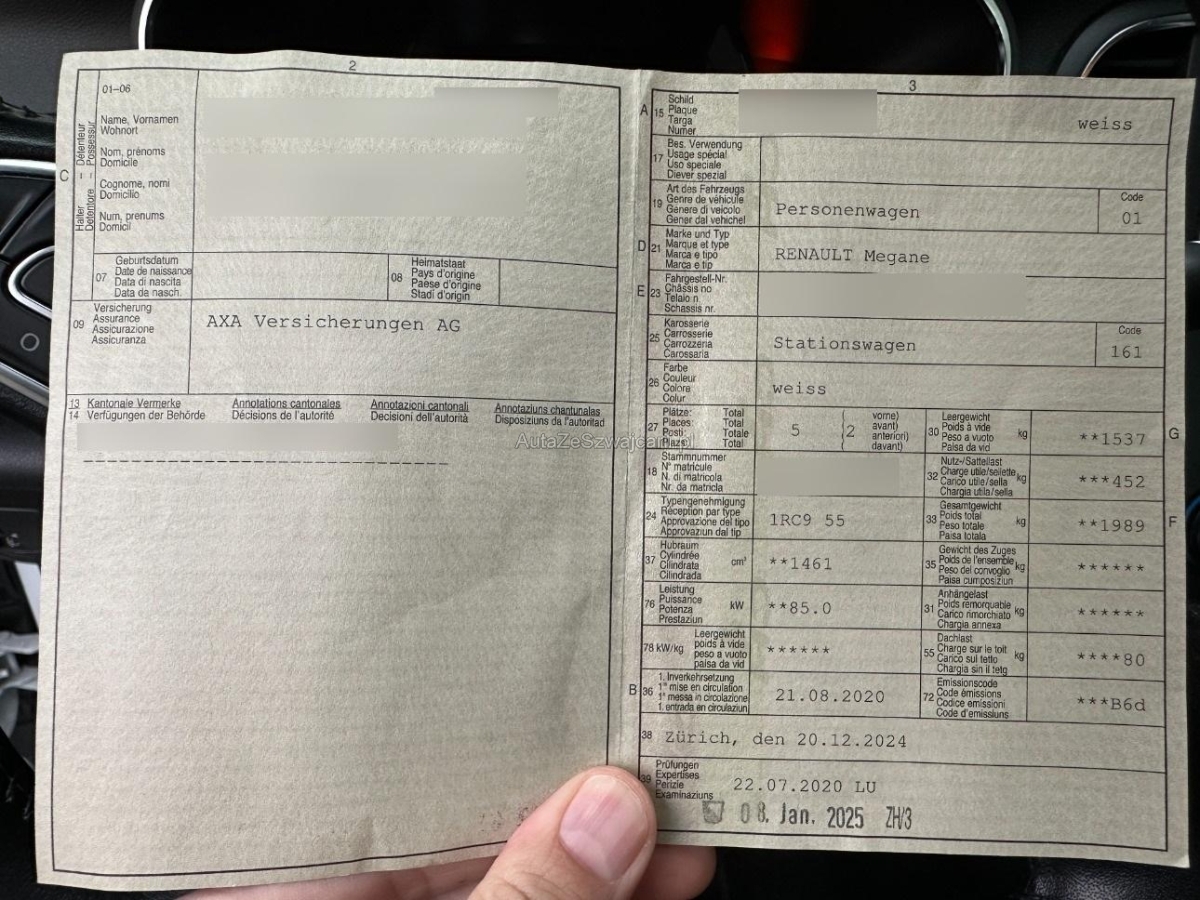 2
01-06
C
Halter - Détenteur
Detentore - Possessur
Name, Vornamen
Wohnort
Nom, prénoms
Domicile
Cognome, nomi
Domicilio
Num, prenums
Domicil
07
Geburtsdatum
Date de naissance
Data di nascita
Data da nasch.
08
Heimatstaat
Pays d'origine
Paese d'origine
Stadi d'origin
09
Versicherung
Assurance
Assicurazione
Assicuranza
AXA Versicherungen AG
13 Kantonale Vermerke Annotations cantonales Annotazioni cantonali Annotaziuns chantunalas
14 Verfügungen der Behörde Décisions de l'autorité Decisioni dell'autorità Disposiziuns da l'autoritad
3
A 15
Schild
Plaque
Targa
Numer
weiss
17
Bes. Verwendung
Usage spécial
Uso speciale
Diever spezial
19
Art des Fahrzeugs
Genre de véhicule
Genere di veicolo
Gener dal vehichel
Personenwagen
Code
01
D 21
Marke und Typ
Marque et type
Marca e tipo
Marca e tip
RENAULT Megane
E 23
Fahrgestell-Nr.
Châssis no
Telaio n.
Schassis nr.
25
Karosserie
Carrosserie
Carrozzeria
Carossaria
Stationswagen
Code
161
26
Farbe
Couleur
Colore
Colur
weiss
27
Plätze: Total
Places: Total
Posti: Totale
Plazs: Total
5
(2
vorne)
avant)
anteriori)
davant)
30
Leergewicht
Poids à vide
Peso a vuoto
Paisa da vid
kg
**1537
G
AutaZeSzwajcarii.pl
18
Stammnummer
N° matricule
N. di matricola
Nr. da matricla
32
Nutz-/Sattellast
Charge utile/sellette
Carico utile/sella
Chargia utila/sella
kg
***452
24
Typengenehmigung
Réception par type
Approvazione del tipo
Approvaziun dal tip
1RC9 55
33
Gesamtgewicht
Poids total
Peso totale
Paisa totala
kg
**1989
F
37
Hubraum
Cylindrée
Cilindrata
Cilindrada
cm³
**1461
35
Gewicht des Zuges
Poids de l'ensemble
Peso del convoglio
Paisa cumposiziun
kg
******
76
Leistung
Puissance
Potenza
Prestaziun
kW
**85.0
31
Anhängelast
Poids remorquable
Carico rimorchiato
Chargia annexa
kg
******
78 kW/kg
Leergewicht
poids à vide
peso a vuoto
paisa da vid
******
55
Dachlast
Charge sur le toit
Carico sul tetto
Chargia sin il tetg
kg
****80
B 36
1. Inverkehrsetzung
1re mise en circulation
1a messa in circolazione
1. entrada en circulaziun
21.08.2020
72
Emissionscode
Code émissions
Codice emissioni
Code d'emissiuns
***B6d
38
Zürich, den 20.12.2024
39
Prüfungen
Expertises
Perizie
Examinaziuns
22.07.2020 LU
08. Jan. 2025 ZH/3